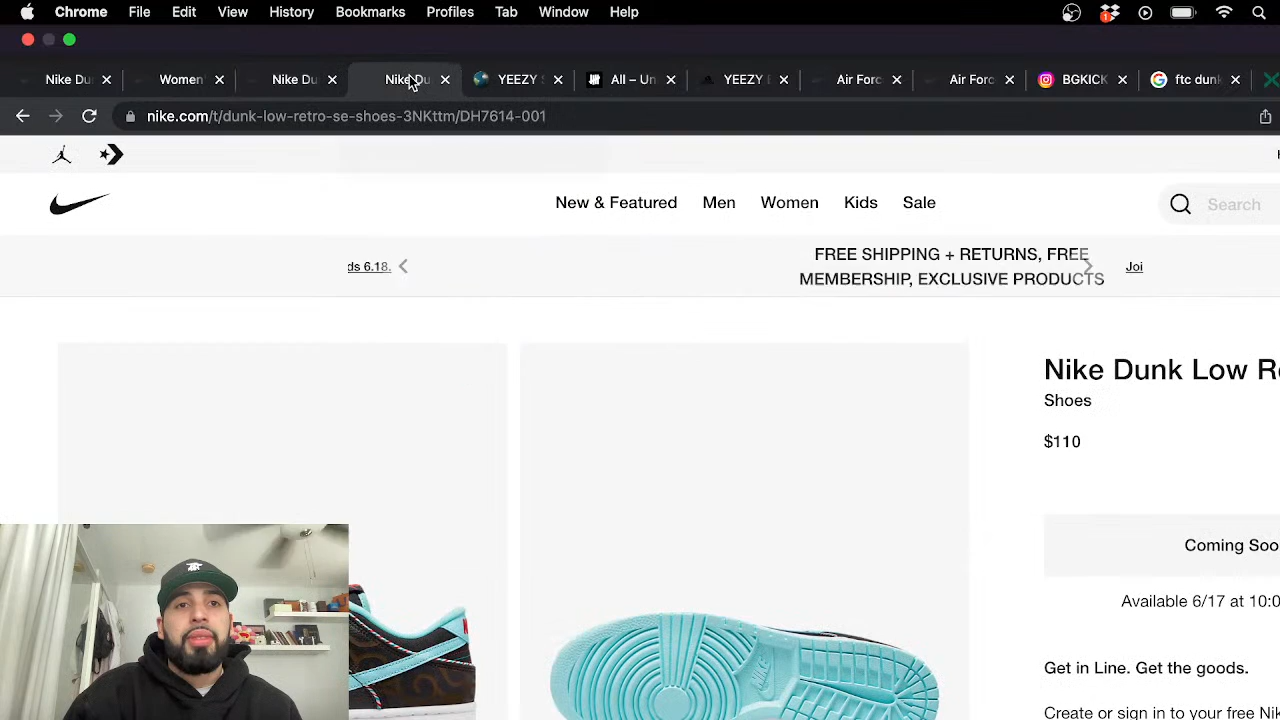 Chrome File Edit View History Bookmarks Profiles Tab Window Help
1
Nike Du Women Nike Du Nike Du YEEZY All – Un YEEZY Air Forc Air Forc BGKICK ftc dunk
nike.com/t/dunk-low-retro-se-shoes-3NKttm/DH7614-001
New & Featured Men Women Kids Sale Search
ds 6.18.
FREE SHIPPING + RETURNS, FREE
MEMBERSHIP, EXCLUSIVE PRODUCTS
Joi
Nike Dunk Low R
Shoes
$110
Coming Soo
Available 6/17 at 10:0
Get in Line. Get the goods.
Create or sign in to your free Ni
NIKE